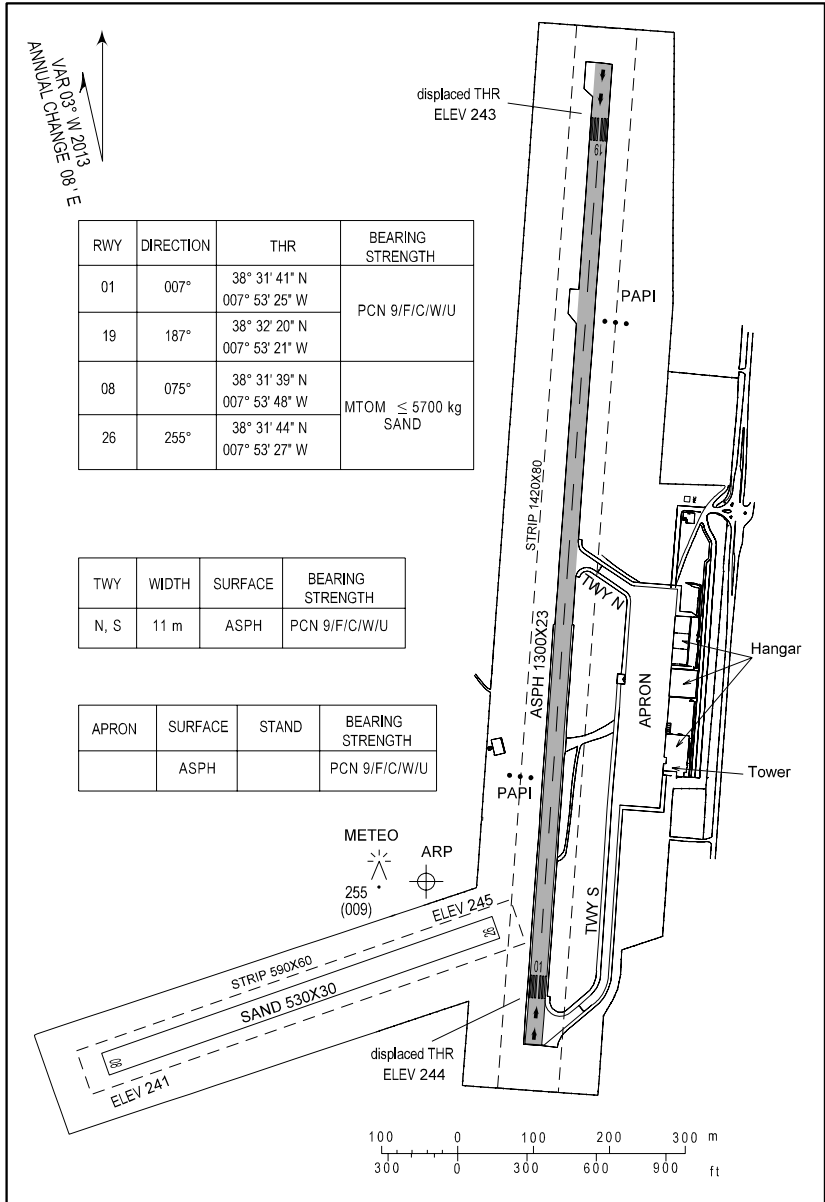 VAR 03° W 2013
ANNUAL CHANGE 08 ' E
displaced THR
ELEV 243
19
RWY DIRECTION THR BEARING STRENGTH
01 007° 38° 31' 41" N 007° 53' 25" W PCN 9/F/C/W/U
19 187° 38° 32' 20" N 007° 53' 21" W
08 075° 38° 31' 39" N 007° 53' 48" W MTOM ≤ 5700 kg SAND
26 255° 38° 31' 44" N 007° 53' 27" W
PAPI
STRIP 1420X80
TWY WIDTH SURFACE BEARING STRENGTH
N, S 11 m ASPH PCN 9/F/C/W/U
TWY N
ASPH 1300X23
APRON
Hangar
Tower
APRON SURFACE STAND BEARING STRENGTH
ASPH PCN 9/F/C/W/U
PAPI
METEO
255
(009)
ARP
ELEV 245
26
STRIP 590X60
SAND 530X30
08
ELEV 241
TWY S
01
displaced THR
ELEV 244
100 0 100 200 300 m
300 0 300 600 900 ft